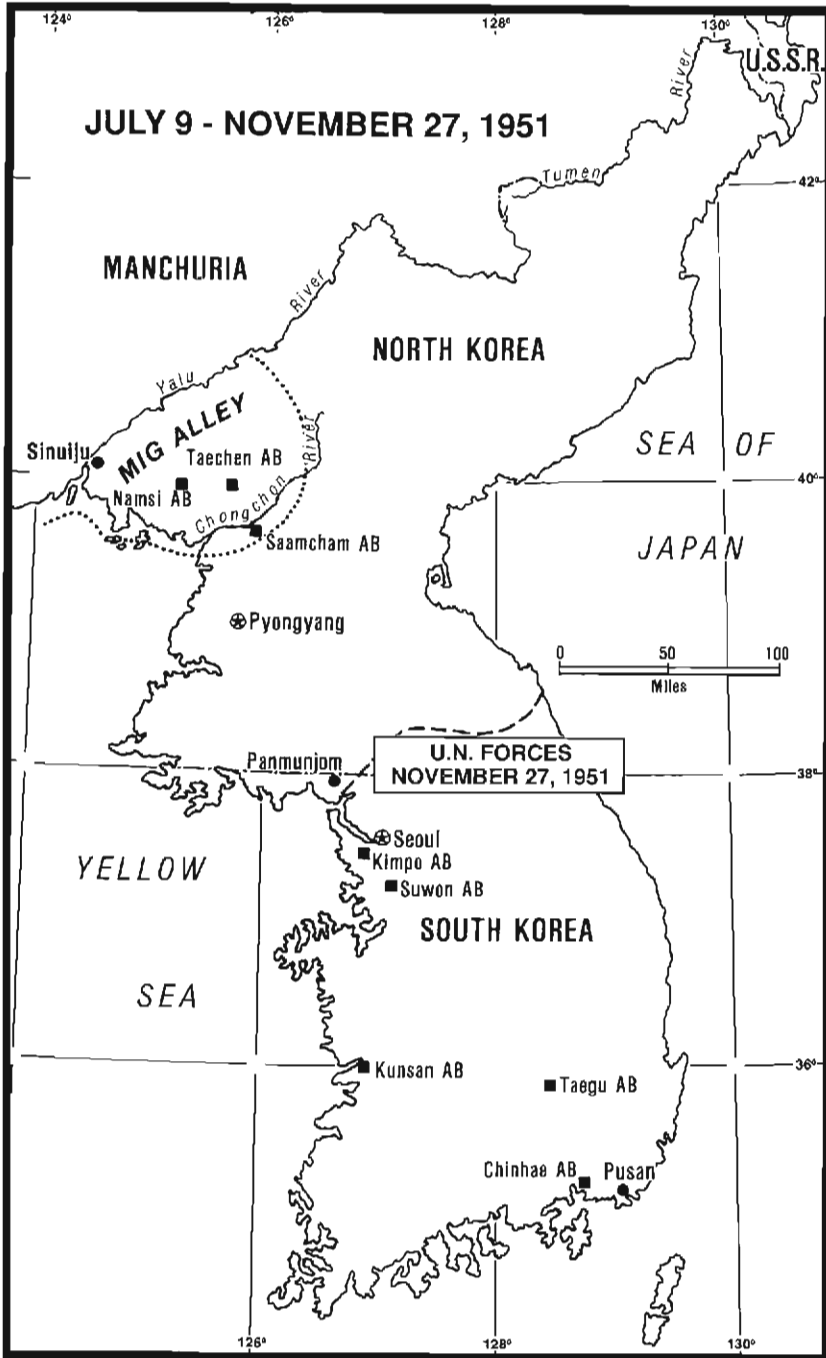 124° 126° 128° 130°
U.S.S.R.
JULY 9 - NOVEMBER 27, 1951
River
Tumen
42°
MANCHURIA
River
NORTH KOREA
Yalu
MIG ALLEY
River
SEA OF
Sinuiju
Taechen AB
40°
Namsi AB
Chongchon
Saamcham AB
JAPAN
Pyongyang
0 50 100
Miles
U.N. FORCES
NOVEMBER 27, 1951
Panmunjom
38°
Seoul
YELLOW
Kimpo AB
Suwon AB
SOUTH KOREA
SEA
36°
Kunsan AB
Taegu AB
Chinhae AB
Pusan
126° 128° 130°